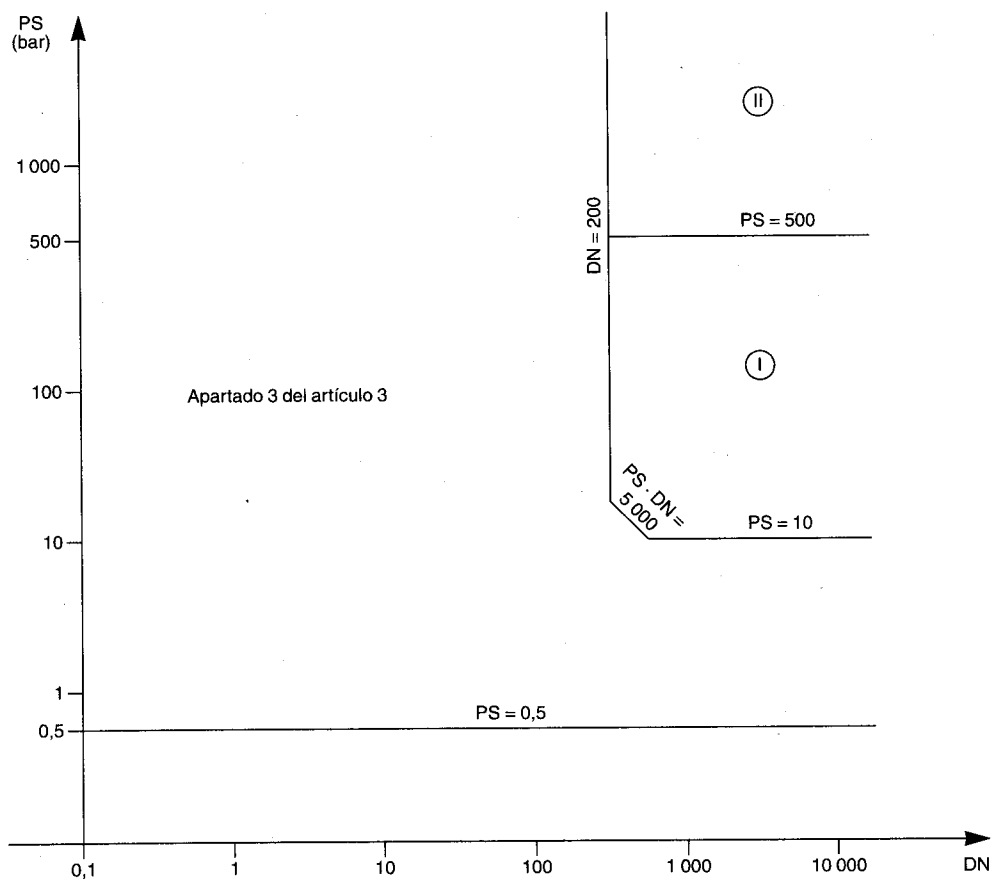 PS
(bar)
1 000
500
100
10
1
0,5
II
DN = 200
PS = 500
I
Apartado 3 del artículo 3
PS · DN =
5 000
PS = 10
PS = 0,5
0,1
1
10
100
1 000
10 000
DN